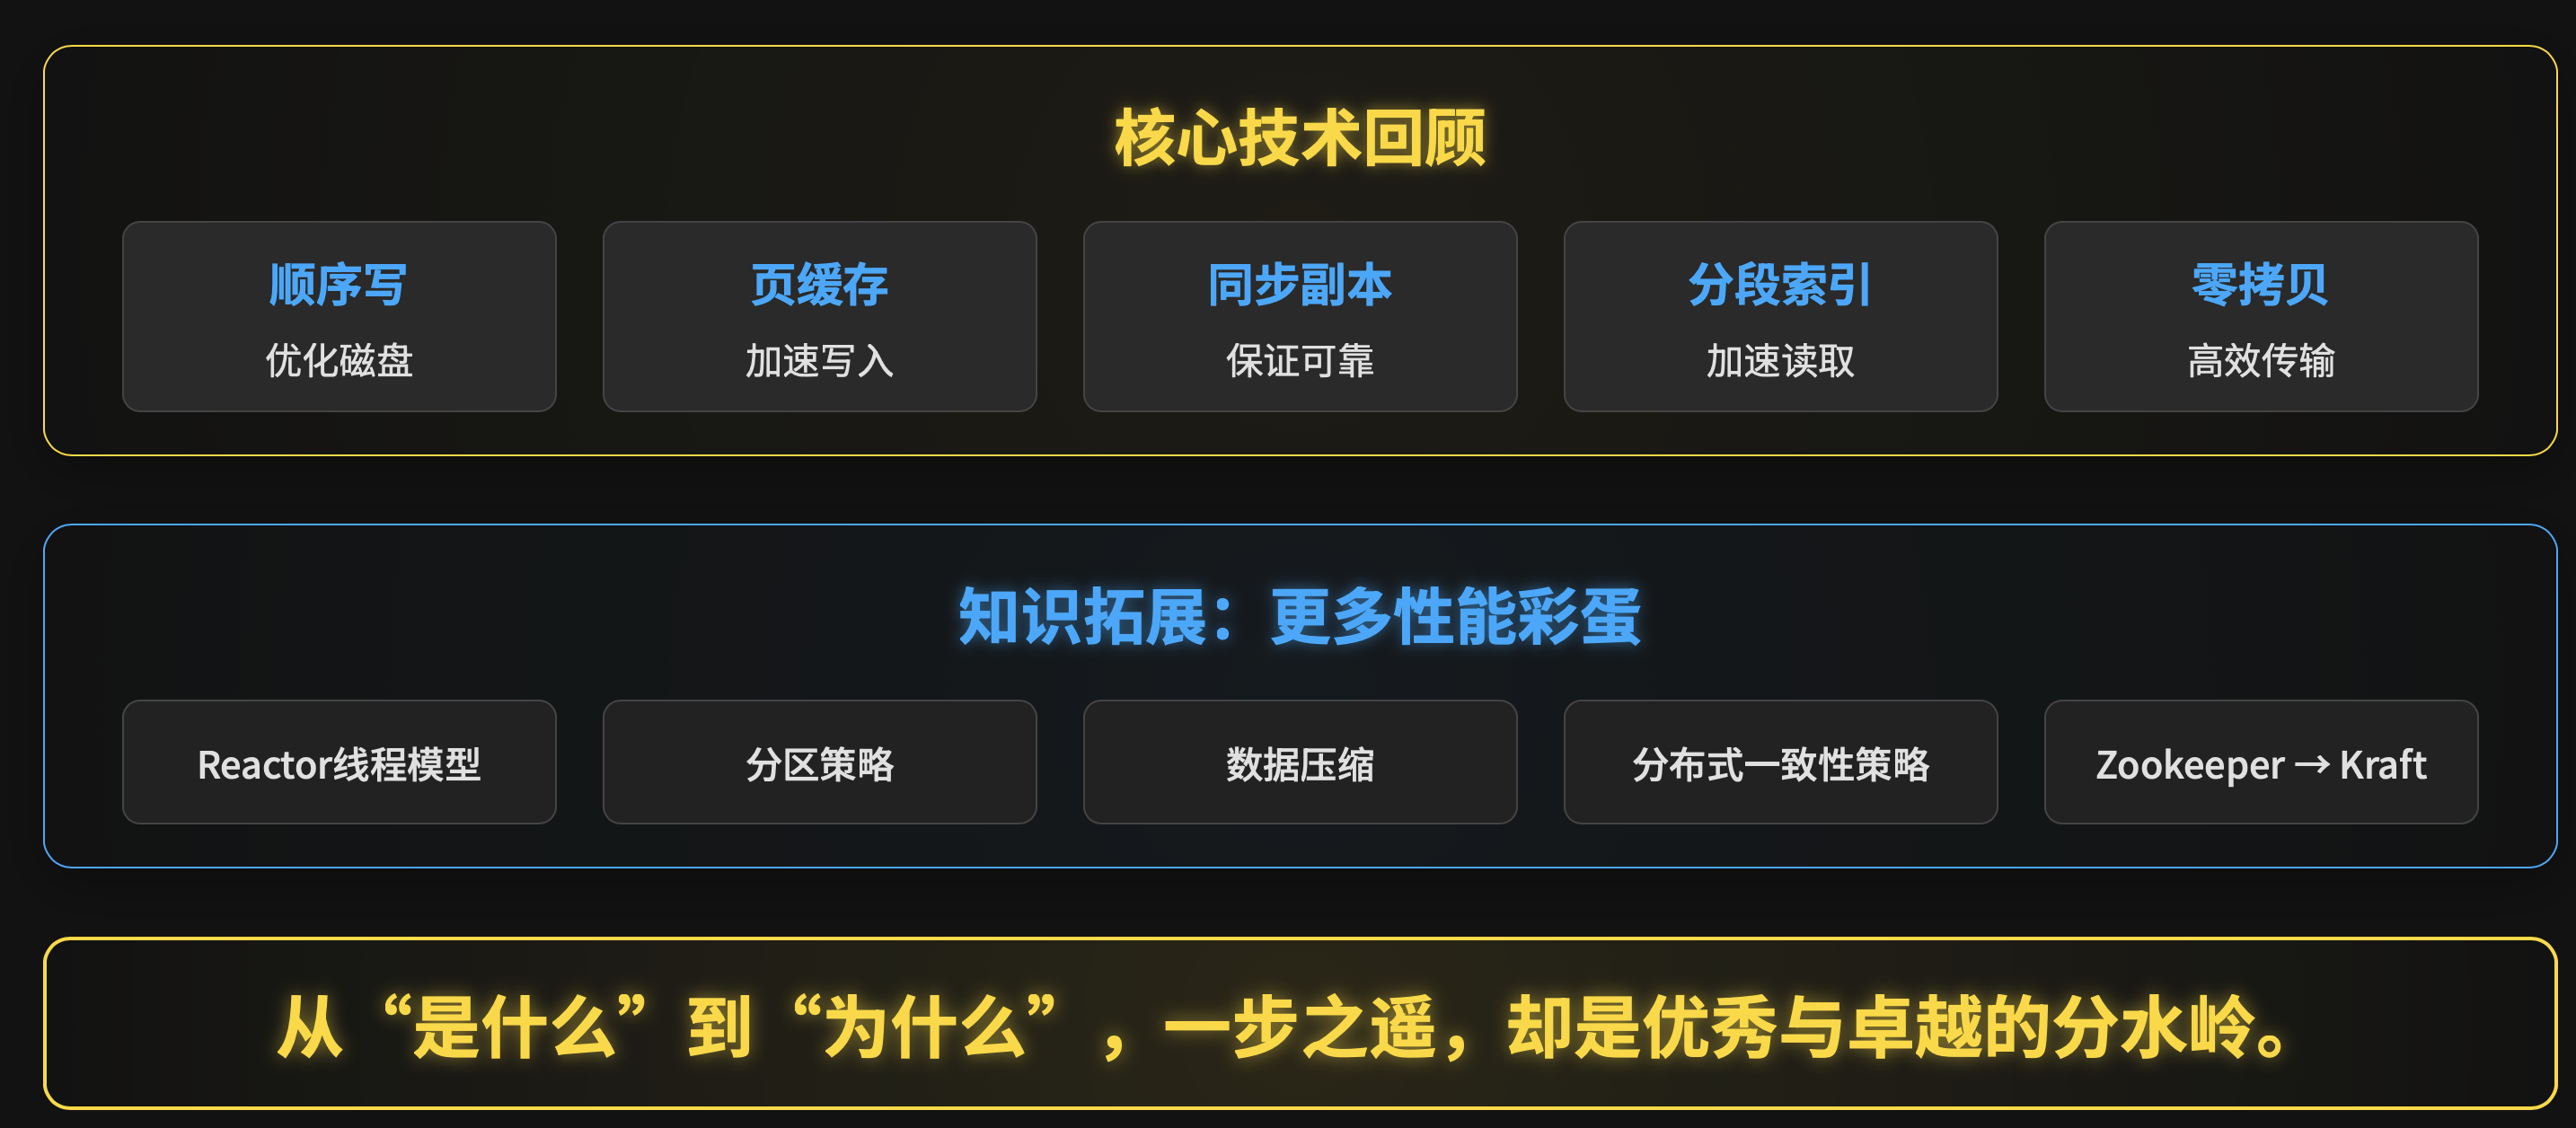 核心技术回顾
顺序写 页缓存 同步副本 分段索引 零拷贝
优化磁盘 加速写入 保证可靠 加速读取 高效传输
知识拓展：更多性能彩蛋
Reactor线程模型 分区策略 数据压缩 分布式一致性策略 Zookeeper → Kraft
从“是什么”到“为什么”，一步之遥，却是优秀与卓越的分水岭。